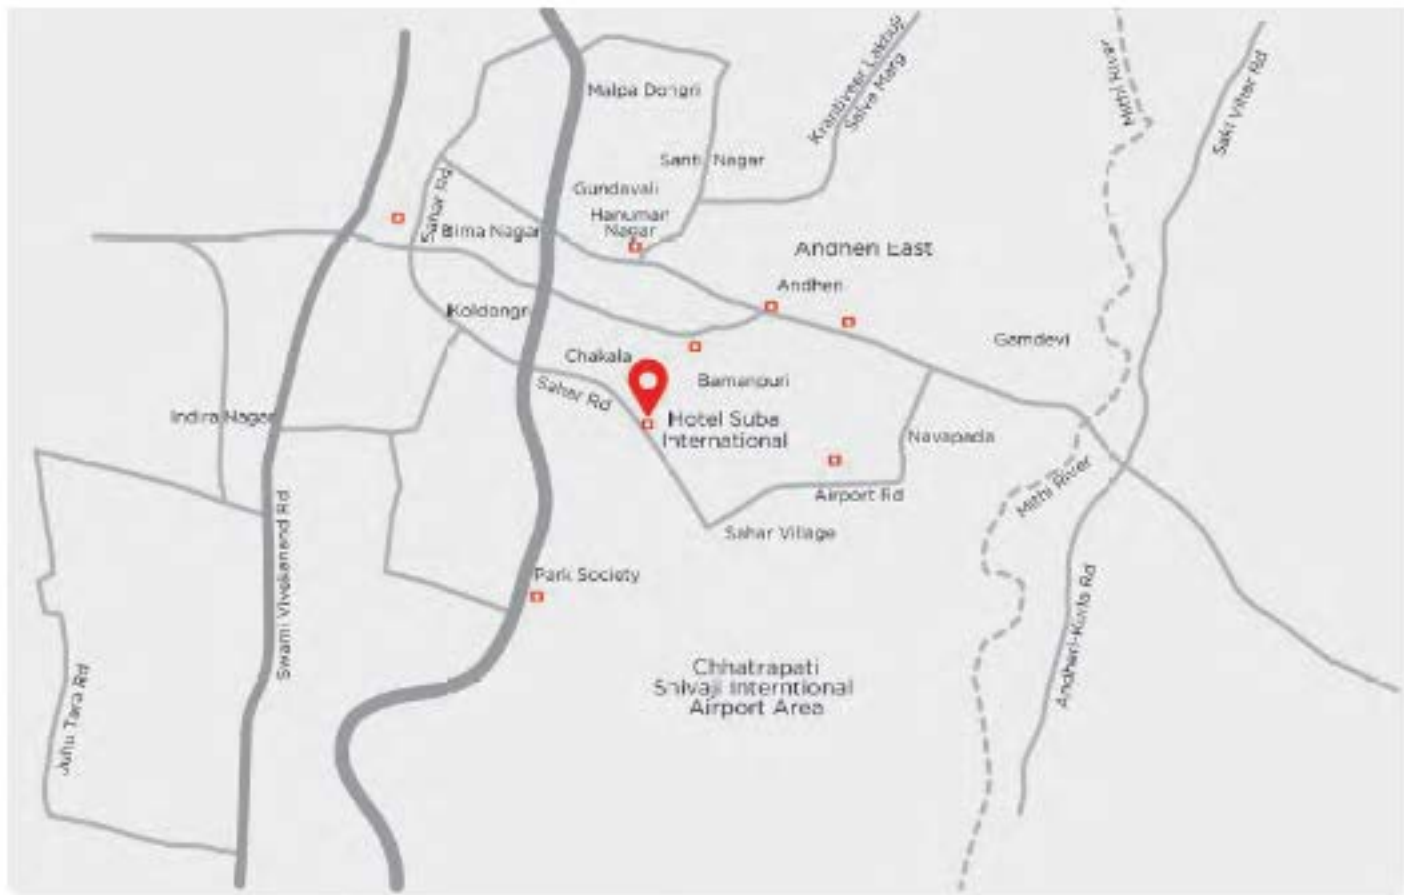 Malpa Dongri
Krantiveer Lakhuji
Salve Marg
Mithi River
Saki Vihar Rd
Santi Nagar
Gundavali
Hanuman
Nagar
Sahar Rd
Bima Nagar
Andheri East
Andheri
Koldongri
Gamdevi
Chakala
Bamanpuri
Sahar Rd
Indira Nagar
Hotel Suba
International
Navapada
Airport Rd
Mithi River
Swami Vivekanand Rd
Sahar Village
Park Society
Andheri-Kurla Rd
Juhu Tara Rd
Chhatrapati
Shivaji Interntional
Airport Area